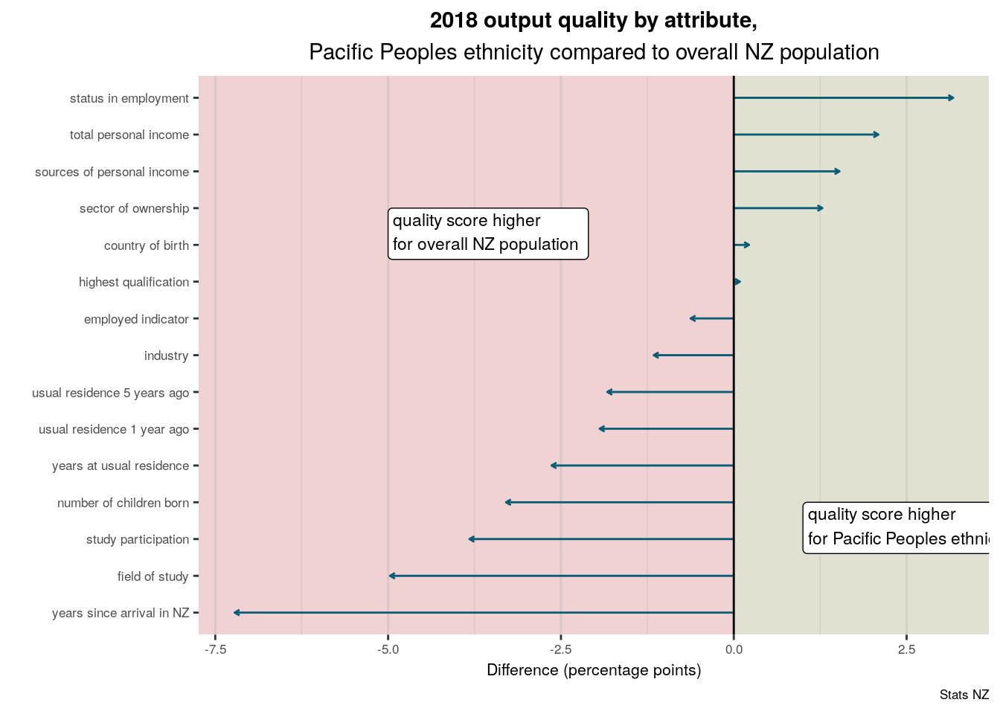 2018 output quality by attribute,
Pacific Peoples ethnicity compared to overall NZ population
status in employment
total personal income
sources of personal income
sector of ownership
quality score higher
for overall NZ population
country of birth
highest qualification
employed indicator
industry
usual residence 5 years ago
usual residence 1 year ago
years at usual residence
number of children born
quality score higher
for Pacific Peoples
study participation
field of study
years since arrival in NZ
-7.5
-5.0
-2.5
0.0
2.5
Difference (percentage points)
Stats NZ